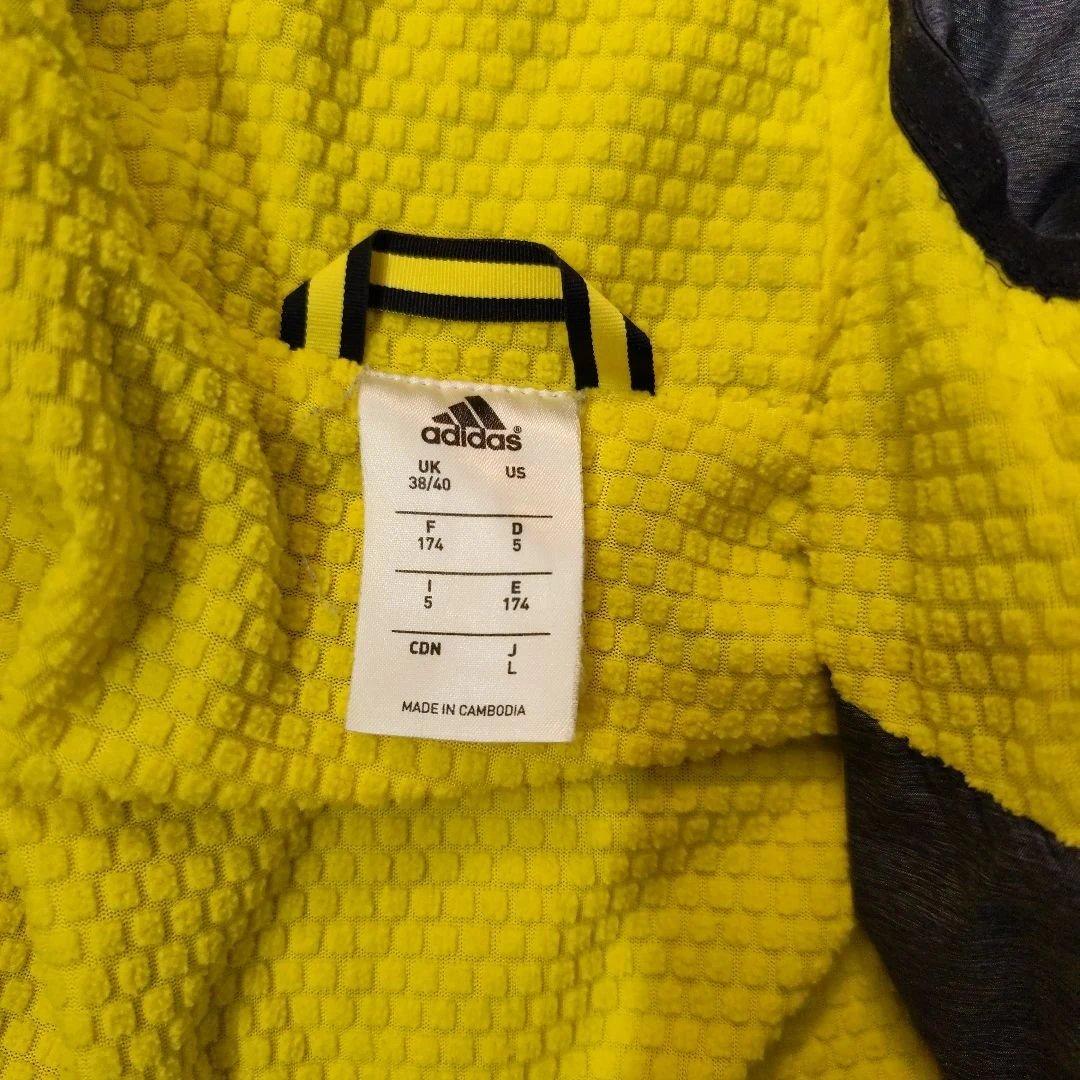 adidas®
UK US
38/40
F D
174 5
I E
5 174
CDN J
L
MADE IN CAMBODIA